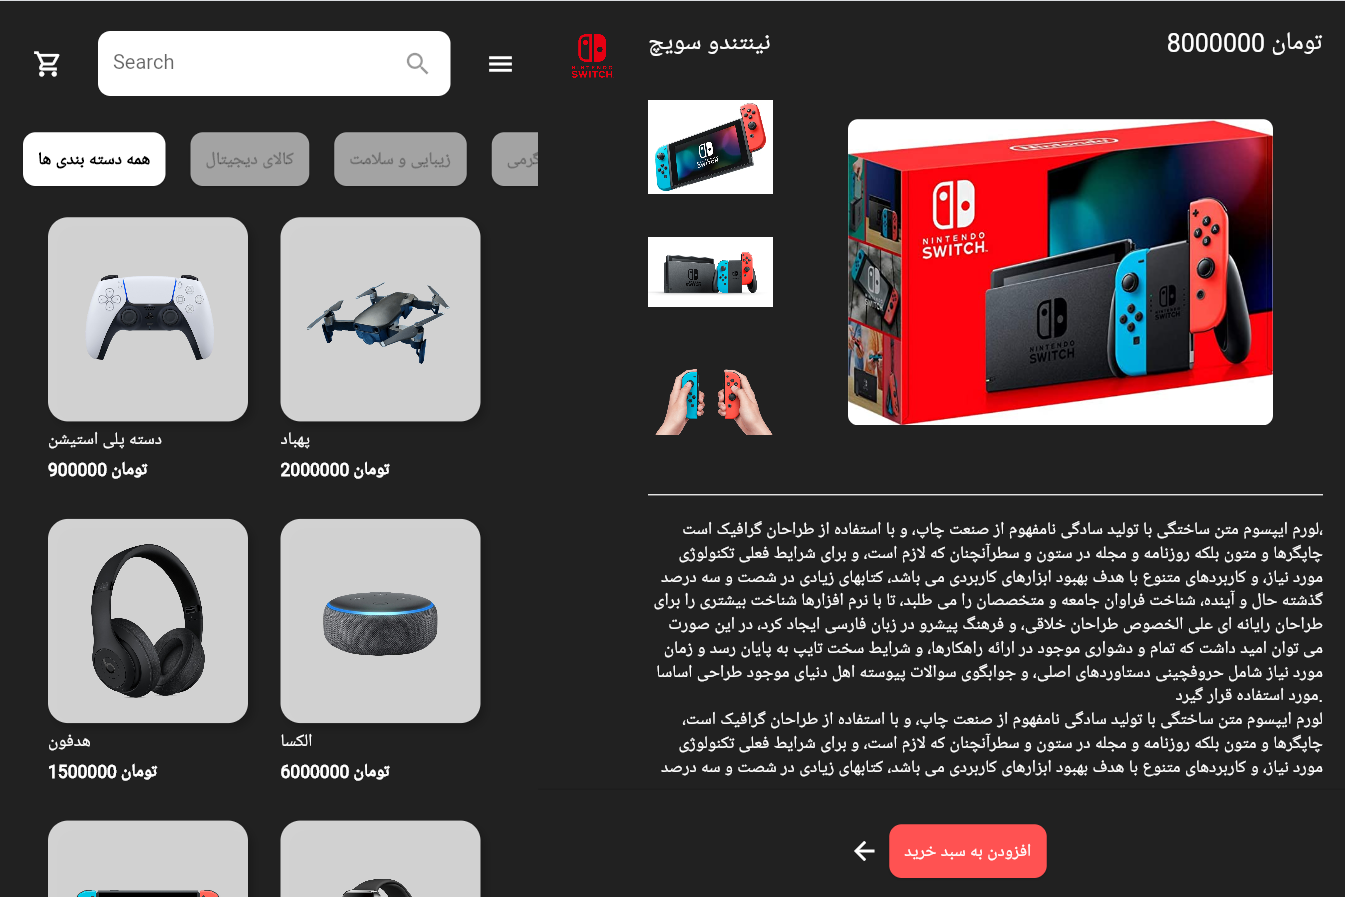 Search
همه دسته بندی ها
کالای دیجیتال
زیبایی و سلامت
دسته پلی استیشن
900000 تومان
پهباد
2000000 تومان
هدفون
1500000 تومان
الکسا
6000000 تومان
NINTENDO
SWITCH
نینتندو سویچ
8000000 تومان
Nintendo
NINTENDO
SWITCH
NINTENDO
SWITCH
لورم ایپسوم متن ساختگی با تولید سادگی نامفهوم از صنعت چاپ، و با استفاده از طراحان گرافیک است،
چاپگرها و متون بلکه روزنامه و مجله در ستون و سطرآنچنان که لازم است، و برای شرایط فعلی تکنولوژی
مورد نیاز، و کاربردهای متنوع با هدف بهبود ابزارهای کاربردی می باشد، کتابهای زیادی در شصت و سه درصد
گذشته حال و آینده، شناخت فراوان جامعه و متخصصان را می طلبد، تا با نرم افزارها شناخت بیشتری را برای
طراحان رایانه ای علی الخصوص طراحان خلاقی، و فرهنگ پیشرو در زبان فارسی ایجاد کرد، در این صورت
می توان امید داشت که تمام و دشواری موجود در ارائه راهکارها، و شرایط سخت تایپ به پایان رسد و زمان
مورد نیاز شامل حروفچینی دستاوردهای اصلی، و جوابگوی سوالات پیوسته اهل دنیای موجود طراحی اساسا
مورد استفاده قرار گیرد.
لورم ایپسوم متن ساختگی با تولید سادگی نامفهوم از صنعت چاپ، و با استفاده از طراحان گرافیک است،
چاپگرها و متون بلکه روزنامه و مجله در ستون و سطرآنچنان که لازم است، و برای شرایط فعلی تکنولوژی
مورد نیاز، و کاربردهای متنوع با هدف بهبود ابزارهای کاربردی می باشد، کتابهای زیادی در شصت و سه درصد
افزودن به سبد خرید